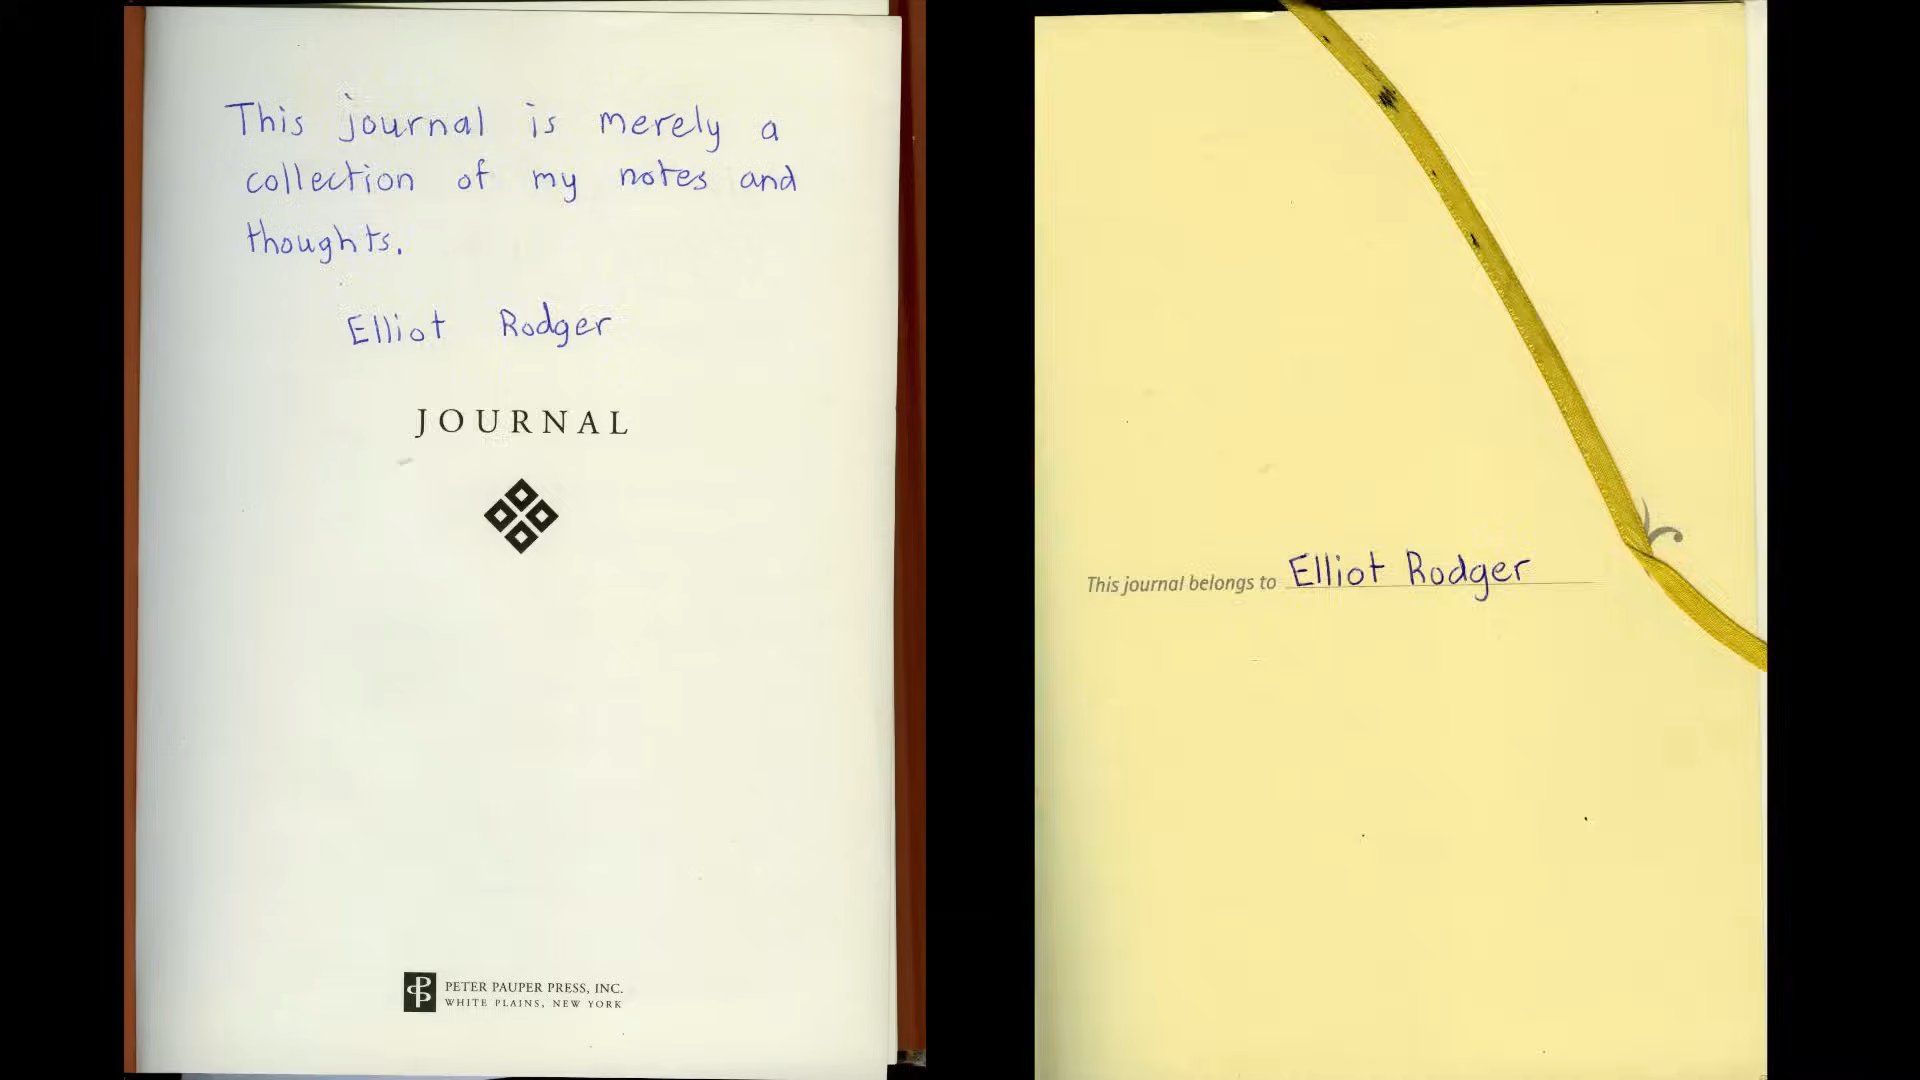 This journal is merely a
collection of my notes and
thoughts.
Elliot Rodger
JOURNAL
PETER PAUPER PRESS, INC.
WHITE PLAINS, NEW YORK
This journal belongs to Elliot Rodger